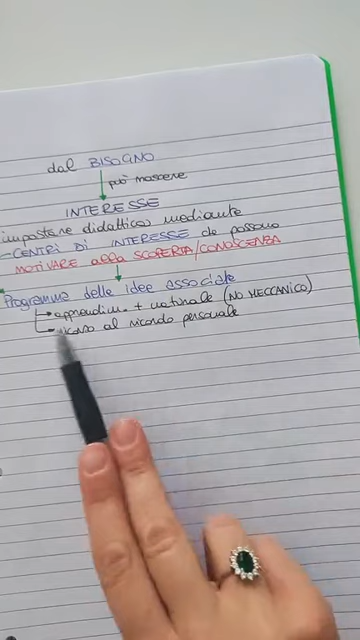 dal BISOGNO
può nascere
INTERESSE
impostare didattica mediante
- CENTRI DI INTERESSE che possono
MOTIVARE alla SCOPERTA/CONOSCENZA
Programma delle idee associate
→ apprendim. + naturale (NO MECCANICO)
→ al ricordo personale